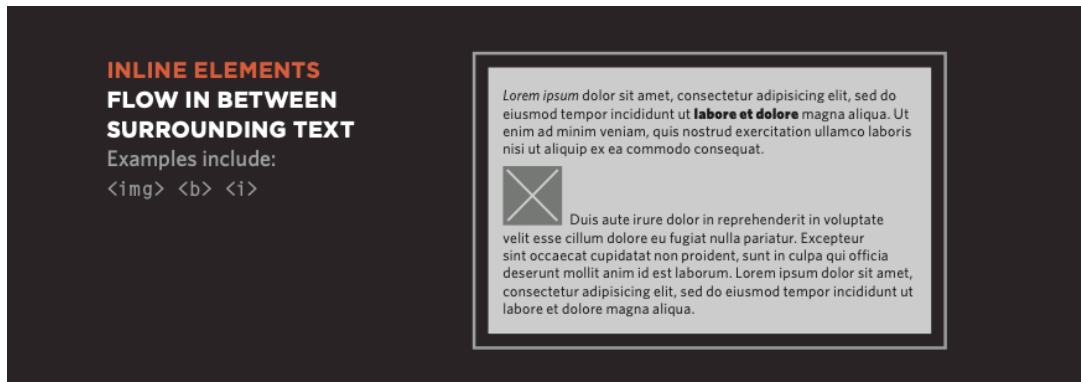 INLINE ELEMENTS
FLOW IN BETWEEN
SURROUNDING TEXT
Examples include:
<img> <b> <i>
Lorem ipsum dolor sit amet, consectetur adipisicing elit, sed do
eiusmod tempor incididunt ut labore et dolore magna aliqua. Ut
enim ad minim veniam, quis nostrud exercitation ullamco laboris
nisi ut aliquip ex ea commodo consequat.
Duis aute irure dolor in reprehenderit in voluptate
velit esse cillum dolore eu fugiat nulla pariatur. Excepteur
sint occaecat cupidatat non proident, sunt in culpa qui officia
deserunt mollit anim id est laborum. Lorem ipsum dolor sit amet,
consectetur adipisicing elit, sed do eiusmod tempor incididunt ut
labore et dolore magna aliqua.